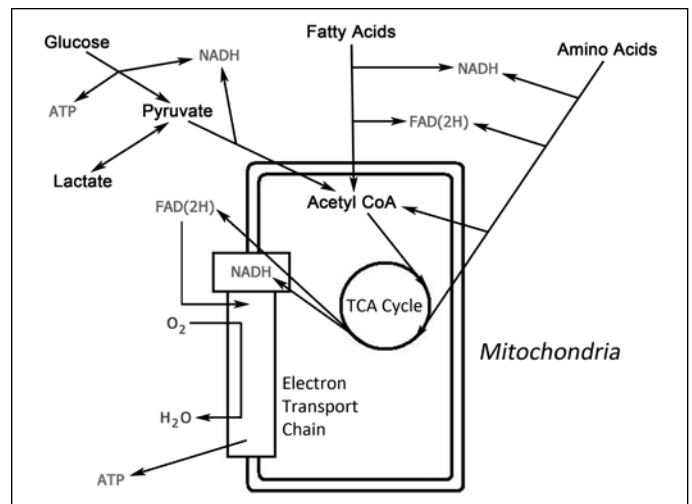 Glucose
NADH
Fatty Acids
Amino Acids
NADH
ATP
Pyruvate
FAD(2H)
Lactate
FAD(2H)
Acetyl CoA
NADH
TCA Cycle
O₂
Mitochondria
Electron
Transport
Chain
H₂O
ATP